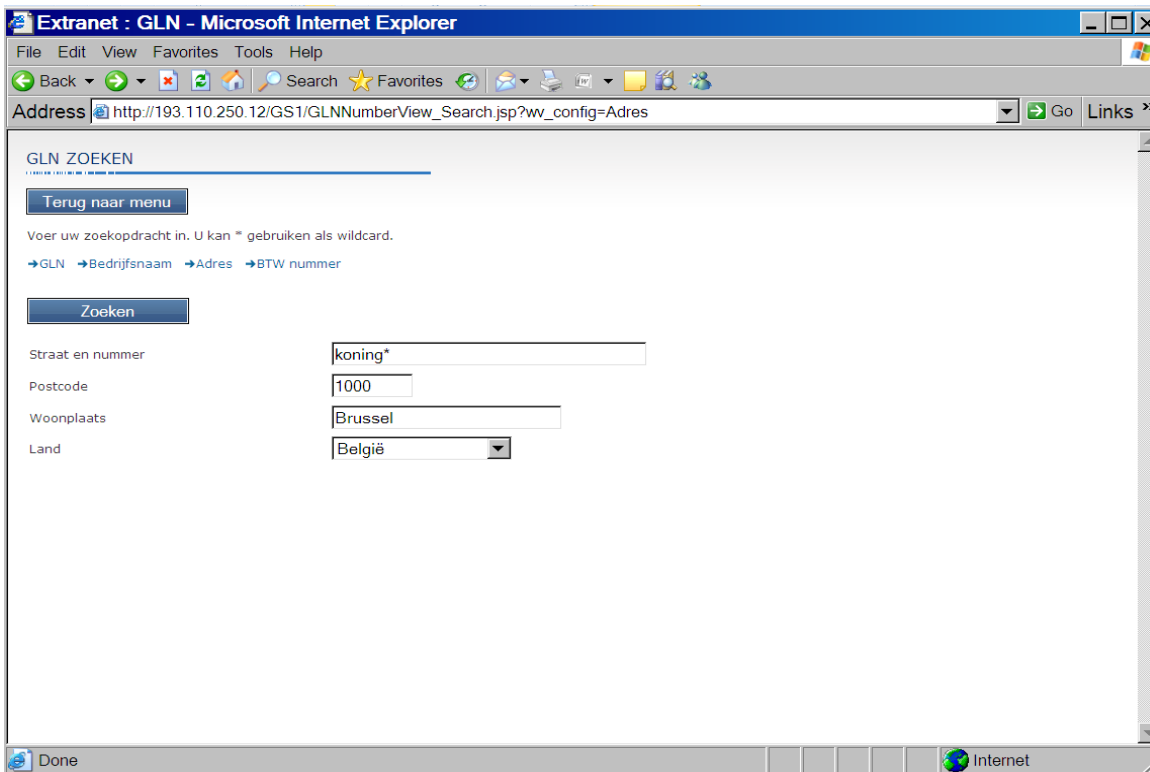 Extranet : GLN - Microsoft Internet Explorer
File Edit View Favorites Tools Help
Back Search Favorites
Address http://193.110.250.12/GS1/GLNNumberView_Search.jsp?wv_config=Adres Go Links »
GLN ZOEKEN
Terug naar menu
Voer uw zoekopdracht in. U kan * gebruiken als wildcard.
➔GLN ➔Bedrijfsnaam ➔Adres ➔BTW nummer
Zoeken
Straat en nummer koning*
Postcode 1000
Woonplaats Brussel
Land België
Done Internet